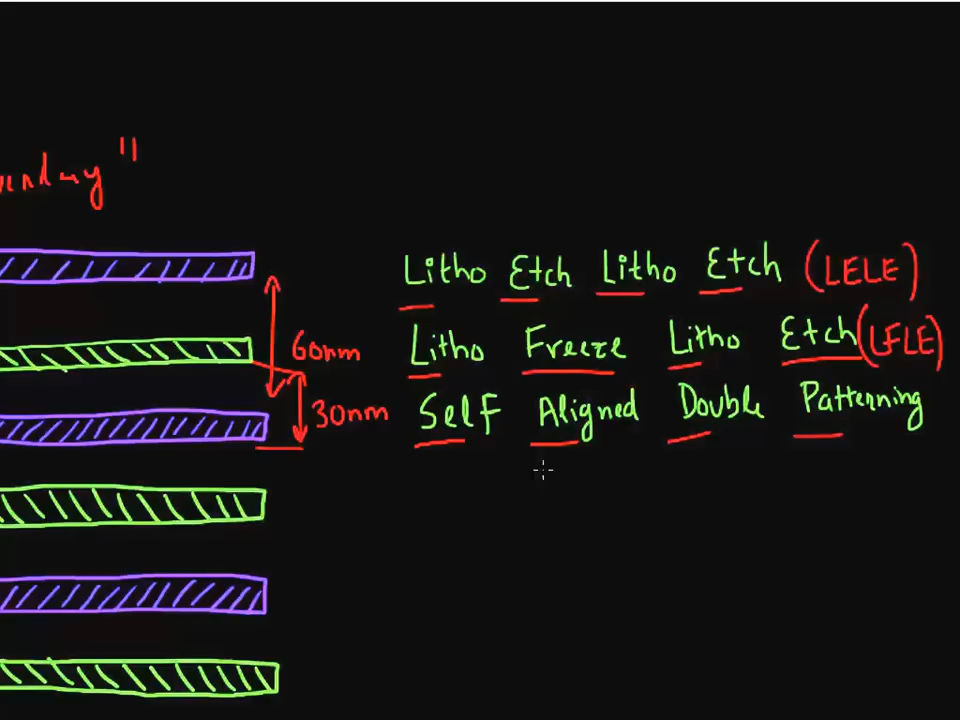 "
Litho Etch Litho Etch (LELE)
Litho Freeze Litho Etch (LFLE)
60nm
30nm
Self Aligned Double Patterning